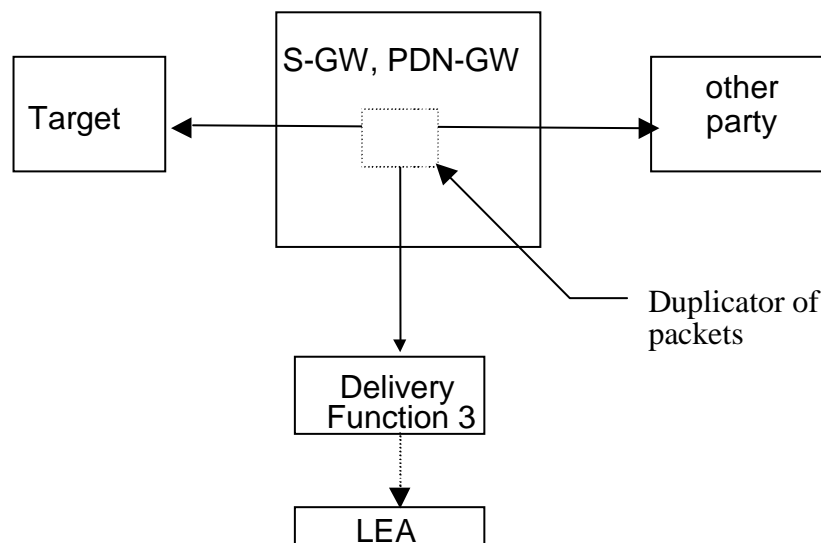 S-GW, PDN-GW
Target
other
party
Duplicator of
packets
Delivery
Function 3
LEA